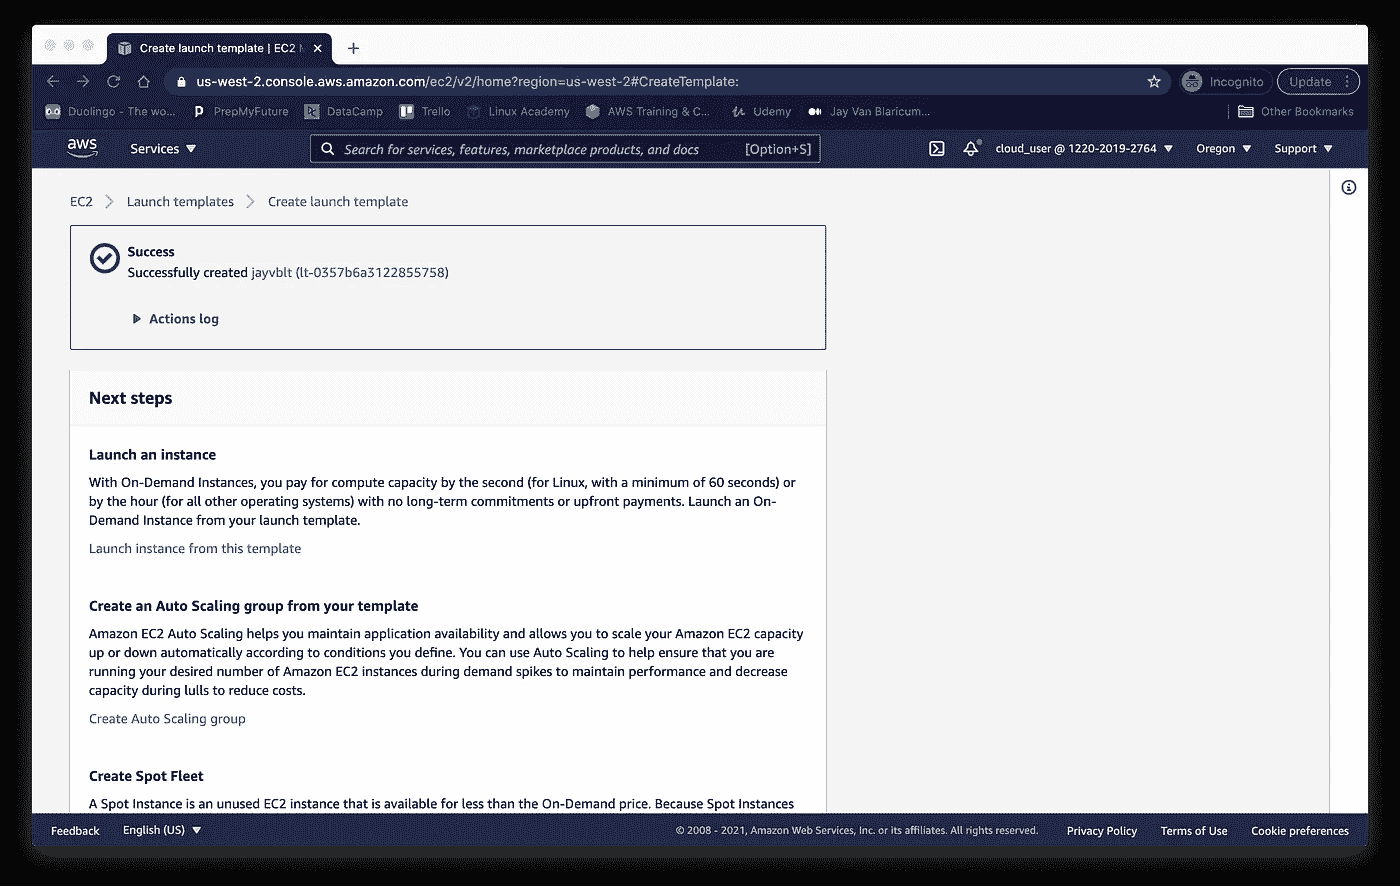 Create launch template | EC2 M
us-west-2.console.aws.amazon.com/ec2/v2/home?region=us-west-2#CreateTemplate:
Incognito
Update
Duolingo - The wo...
PrepMyFuture
DataCamp
Trello
Linux Academy
AWS Training & C...
Udemy
Jay Van Blaricum...
Other Bookmarks
aws
Services
Search for services, features, marketplace products, and docs
[Option+S]
cloud_user @ 1220-2019-2764
Oregon
Support
EC2
Launch templates
Create launch template
Success
Successfully created jayvblt (lt-0357b6a3122855758)
Actions log
Next steps
Launch an instance
With On-Demand Instances, you pay for compute capacity by the second (for Linux, with a minimum of 60 seconds) or
by the hour (for all other operating systems) with no long-term commitments or upfront payments. Launch an On-
Demand Instance from your launch template.
Launch instance from this template
Create an Auto Scaling group from your template
Amazon EC2 Auto Scaling helps you maintain application availability and allows you to scale your Amazon EC2 capacity
up or down automatically according to conditions you define. You can use Auto Scaling to help ensure that you are
running your desired number of Amazon EC2 instances during demand spikes to maintain performance and decrease
capacity during lulls to reduce costs.
Create Auto Scaling group
Create Spot Fleet
A Spot Instance is an unused EC2 instance that is available for less than the On-Demand price. Because Spot Instances
Feedback
English (US)
© 2008 - 2021, Amazon Web Services, Inc. or its affiliates. All rights reserved.
Privacy Policy
Terms of Use
Cookie preferences